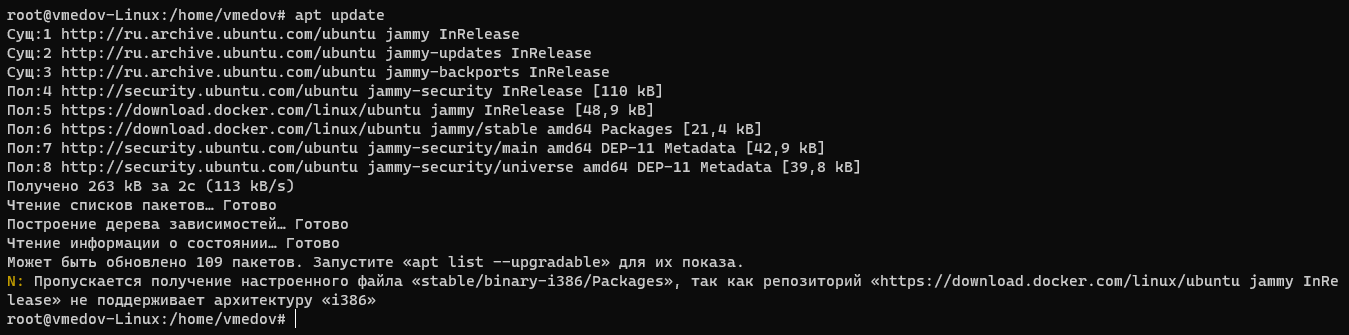 root@vmedov-Linux:/home/vmedov# apt update
Сущ:1 http://ru.archive.ubuntu.com/ubuntu jammy InRelease
Сущ:2 http://ru.archive.ubuntu.com/ubuntu jammy-updates InRelease
Сущ:3 http://ru.archive.ubuntu.com/ubuntu jammy-backports InRelease
Пол:4 http://security.ubuntu.com/ubuntu jammy-security InRelease [110 kB]
Пол:5 https://download.docker.com/linux/ubuntu jammy InRelease [48,9 kB]
Пол:6 https://download.docker.com/linux/ubuntu jammy/stable amd64 Packages [21,4 kB]
Пол:7 http://security.ubuntu.com/ubuntu jammy-security/main amd64 DEP-11 Metadata [42,9 kB]
Пол:8 http://security.ubuntu.com/ubuntu jammy-security/universe amd64 DEP-11 Metadata [39,8 kB]
Получено 263 kB за 2с (113 kB/s)
Чтение списков пакетов… Готово
Построение дерева зависимостей… Готово
Чтение информации о состоянии… Готово
Может быть обновлено 109 пакетов. Запустите «apt list --upgradable» для их показа.
N: Пропускается получение настроенного файла «stable/binary-i386/Packages», так как репозиторий «https://download.docker.com/linux/ubuntu jammy InRe
lease» не поддерживает архитектуру «i386»
root@vmedov-Linux:/home/vmedov#